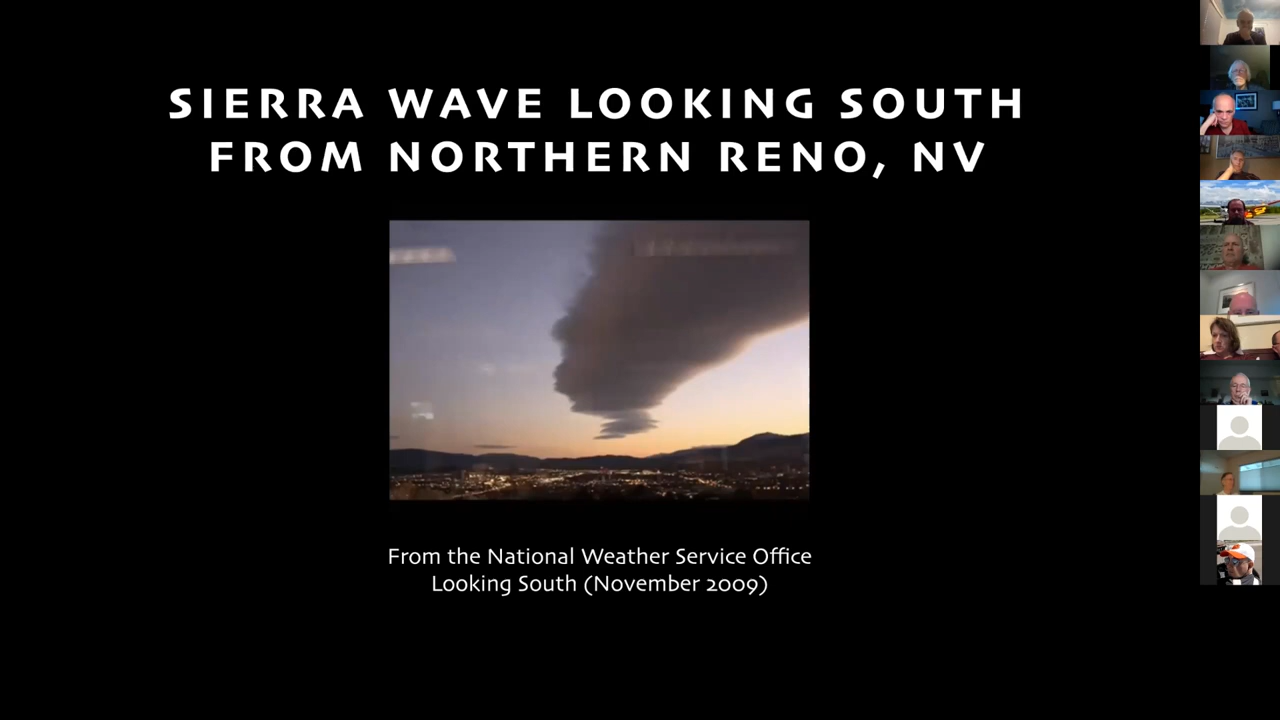 SIERRA WAVE LOOKING SOUTH
FROM NORTHERN RENO, NV
From the National Weather Service Office
Looking South (November 2009)